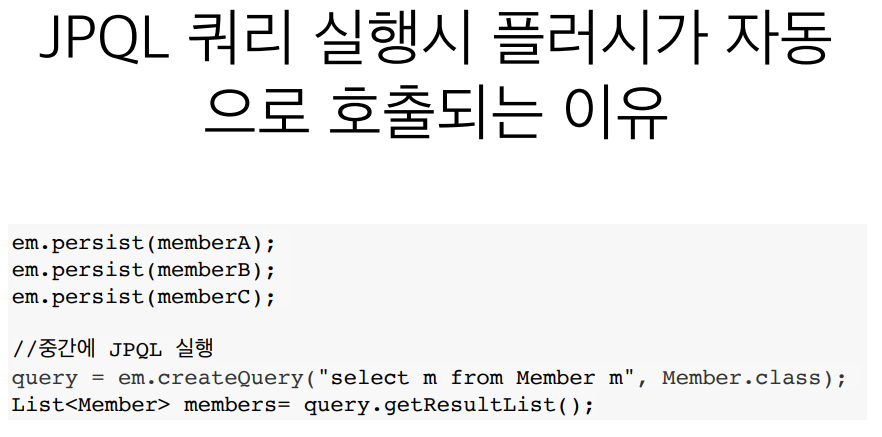 JPQL 쿼리 실행시 플러시가 자동
으로 호출되는 이유
em.persist(memberA);
em.persist(memberB);
em.persist(memberC);
//중간에 JPQL 실행
query = em.createQuery("select m from Member m", Member.class);
List<Member> members= query.getResultList();